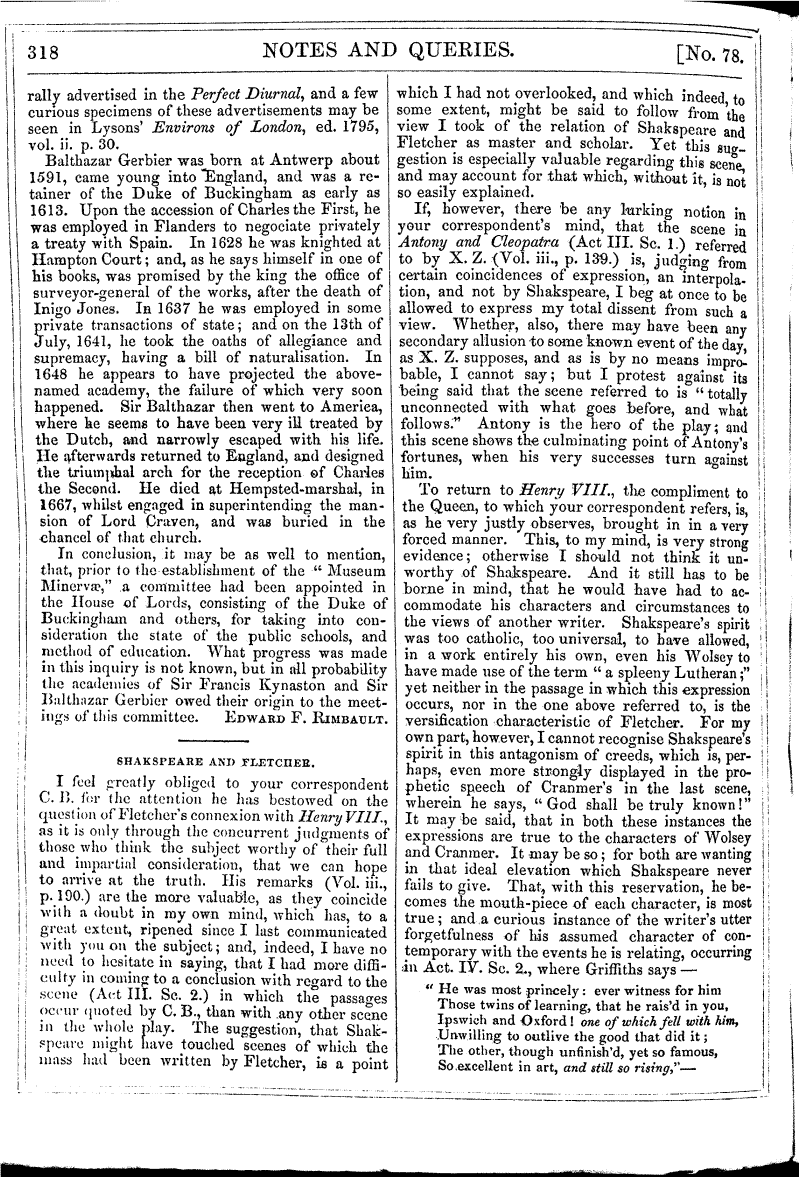 318 NOTES AND QUERIES. [No. 78.
rally advertised in the Perfect Diurnal, and a few
curious specimens of these advertisements may be
seen in Lysons' Environs of London, ed. 1795,
vol. ii. p. 30.
Balthazar Gerbier was born at Antwerp about
1591, came young into England, and was a re-
tainer of the Duke of Buckingham as early as
1613. Upon the accession of Charles the First, he
was employed in Flanders to negociate privately
a treaty with Spain. In 1628 he was knighted at
Hampton Court; and, as he says himself in one of
his books, was promised by the king the office of
surveyor-general of the works, after the death of
Inigo Jones. In 1637 he was employed in some
private transactions of state; and on the 13th of
July, 1641, he took the oaths of allegiance and
supremacy, having a bill of naturalisation. In
1648 he appears to have projected the above-
named academy, the failure of which very soon
happened. Sir Balthazar then went to America,
where he seems to have been very ill treated by
the Dutch, and narrowly escaped with his life.
He afterwards returned to England, and designed
the triumphal arch for the reception of Charles
the Second. He died at Hempsted-marshal, in
1667, whilst engaged in superintending the man-
sion of Lord Craven, and was buried in the
chancel of that church.
In conclusion, it may be as well to mention,
that, prior to the establishment of the "Museum
Minervæ," a committee had been appointed in
the House of Lords, consisting of the Duke of
Buckingham and others, for taking into con-
sideration the state of the public schools, and
method of education. What progress was made
in this inquiry is not known, but in all probability
the academies of Sir Francis Kynaston and Sir
Balthazar Gerbier owed their origin to the meet-
ings of this committee. EDWARD F. RIMBAULT.
SHAKSPEARE AND FLETCHER.
I feel greatly obliged to your correspondent
C. B. for the attention he has bestowed on the
question of Fletcher's connexion with Henry VIII.,
as it is only through the concurrent judgments of
those who think the subject worthy of their full
and impartial consideration, that we can hope
to arrive at the truth. His remarks (Vol. iii.,
p. 190.) are the more valuable, as they coincide
with a doubt in my own mind, which has, to a
great extent, ripened since I last communicated
with you on the subject; and, indeed, I have no
need to hesitate in saying, that I had more diffi-
culty in coming to a conclusion with regard to the
scene (Act III. Sc. 2.) in which the passages
occur quoted by C. B., than with any other scene
in the whole play. The suggestion, that Shak-
speare might have touched scenes of which the
mass had been written by Fletcher, is a point
which I had not overlooked, and which indeed, to
some extent, might be said to follow from the
view I took of the relation of Shakspeare and
Fletcher as master and scholar. Yet this sug-
gestion is especially valuable regarding this scene,
and may account for that which, without it, is not
so easily explained.
If, however, there be any lurking notion in
your correspondent's mind, that the scene in
Antony and Cleopatra (Act III. Sc. 1.) referred
to by X. Z. (Vol. iii., p. 139.) is, judging from
certain coincidences of expression, an interpola-
tion, and not by Shakspeare, I beg at once to be
allowed to express my total dissent from such a
view. Whether, also, there may have been any
secondary allusion to some known event of the day,
as X. Z. supposes, and as is by no means impro-
bable, I cannot say; but I protest against its
being said that the scene referred to is "totally
unconnected with what goes before, and what
follows." Antony is the hero of the play; and
this scene shows the culminating point of Antony's
fortunes, when his very successes turn against
him.
To return to Henry VIII., the compliment to
the Queen, to which your correspondent refers, is,
as he very justly observes, brought in in a very
forced manner. This, to my mind, is very strong
evidence; otherwise I should not think it un-
worthy of Shakspeare. And it still has to be
borne in mind, that he would have had to ac-
commodate his characters and circumstances to
the views of another writer. Shakspeare's spirit
was too catholic, too universal, to have allowed,
in a work entirely his own, even his Wolsey to
have made use of the term "a spleeny Lutheran;"
yet neither in the passage in which this expression
occurs, nor in the one above referred to, is the
versification characteristic of Fletcher. For my
own part, however, I cannot recognise Shakspeare's
spirit in this antagonism of creeds, which is, per-
haps, even more strongly displayed in the pro-
phetic speech of Cranmer's in the last scene,
wherein he says, "God shall be truly known!"
It may be said, that in both these instances the
expressions are true to the characters of Wolsey
and Cranmer. It may be so; for both are wanting
in that ideal elevation which Shakspeare never
fails to give. That, with this reservation, he be-
comes the mouth-piece of each character, is most
true; and a curious instance of the writer's utter
forgetfulness of his assumed character of con-
temporary with the events he is relating, occurring
in Act. IV. Sc. 2., where Griffiths says —
"He was most princely: ever witness for him
Those twins of learning, that he rais'd in you,
Ipswich and Oxford! one of which fell with him,
Unwilling to outlive the good that did it;
The other, though unfinish'd, yet so famous,
So excellent in art, and still so rising,"—